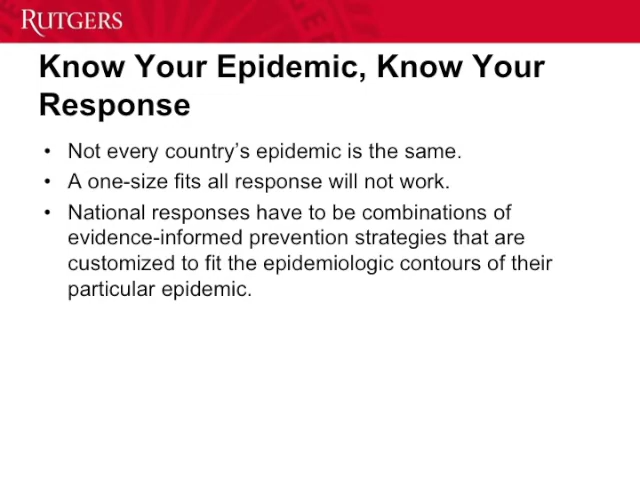 RUTGERS
Know Your Epidemic, Know Your
Response
• Not every country’s epidemic is the same.
• A one-size fits all response will not work.
• National responses have to be combinations of
evidence-informed prevention strategies that are
customized to fit the epidemiologic contours of their
particular epidemic.